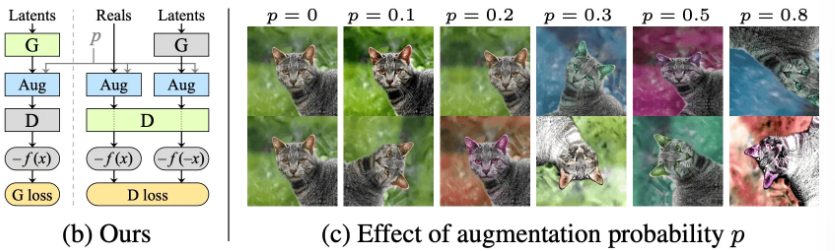 Latents Reals Latents
G G
p
Aug Aug Aug
D D
−f(x) −f(x) −f(−x)
G loss D loss
(b) Ours
p = 0 p = 0.1 p = 0.2 p = 0.3 p = 0.5 p = 0.8
(c) Effect of augmentation probability p